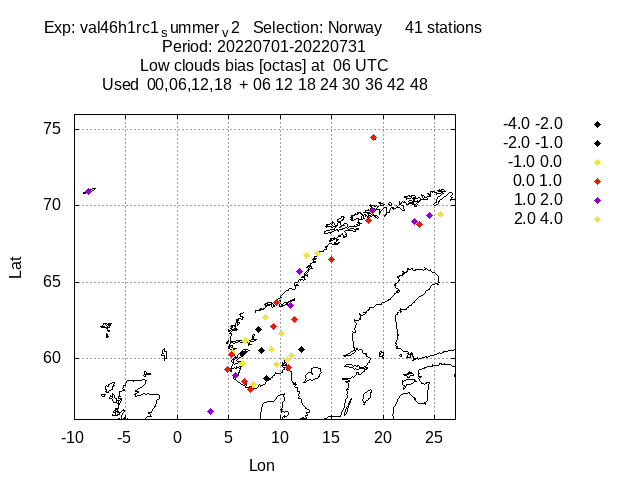 Exp: val46h1rc1 s ummer v 2 Selection: Norway 41 stations
Period: 20220701-20220731
Low clouds bias [octas] at 06 UTC
Used 00,06,12,18 + 06 12 18 24 30 36 42 48
-4.0 -2.0
-2.0 -1.0
-1.0 0.0
0.0 1.0
1.0 2.0
2.0 4.0
75
70
65
60
Lat
-10 -5 0 5 10 15 20 25
Lon